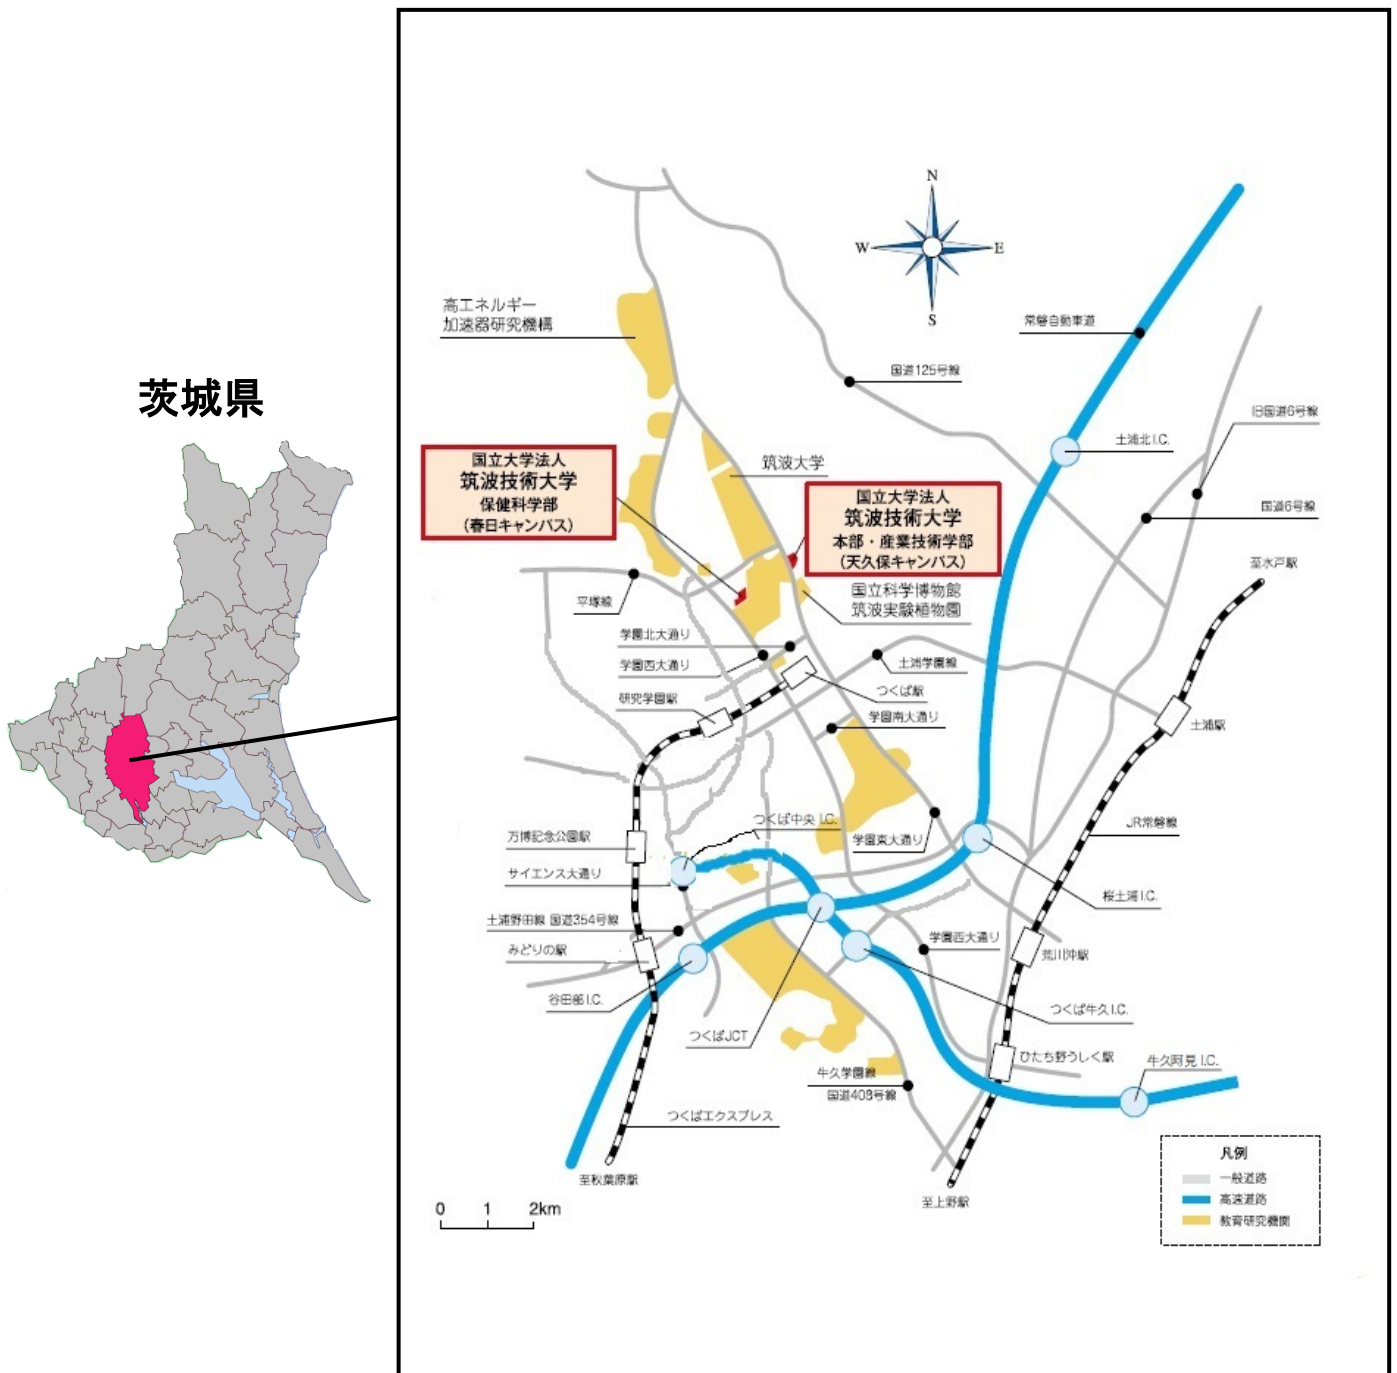 茨城県
N
W
E
S
高エネルギー
加速器研究機構
常磐自動車道
国道125号線
旧国道6号線
土浦北I.C.
国立大学法人
筑波技術大学
保健科学部
(春日キャンパス)
筑波大学
国立大学法人
筑波技術大学
本部・産業技術学部
(天久保キャンパス)
国道6号線
至水戸駅
国立科学博物館
筑波実験植物園
平塚線
学園北大通り
学園西大通り
土浦学園線
研究学園駅
つくば駅
学園南大通り
土浦駅
つくば中央 I.C.
万博記念公園駅
学園東大通り
JR常磐線
サイエンス大通り
桜土浦I.C.
土浦野田線 国道354号線
みどりの駅
学園西大通り
荒川沖駅
谷田部I.C.
つくば牛久I.C.
つくばJCT
ひたち野うしく駅
牛久阿見I.C.
牛久学園線
国道408号線
つくばエクスプレス
至秋葉原駅
至上野駅
0 1 2km
凡例
一般道路
高速道路
教育研究機関